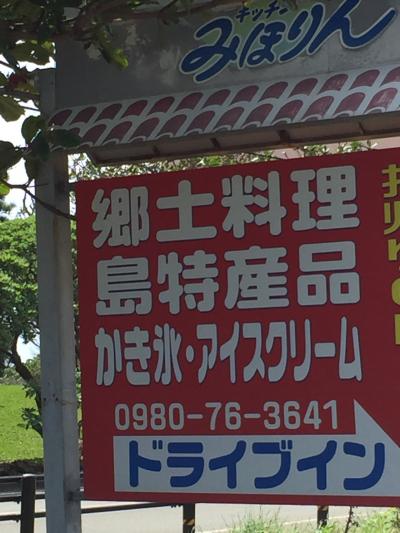 キッチン
みほりん
郷土料理
島特産品
かき氷・アイスクリーム
0980-76-3641
ドライブイン